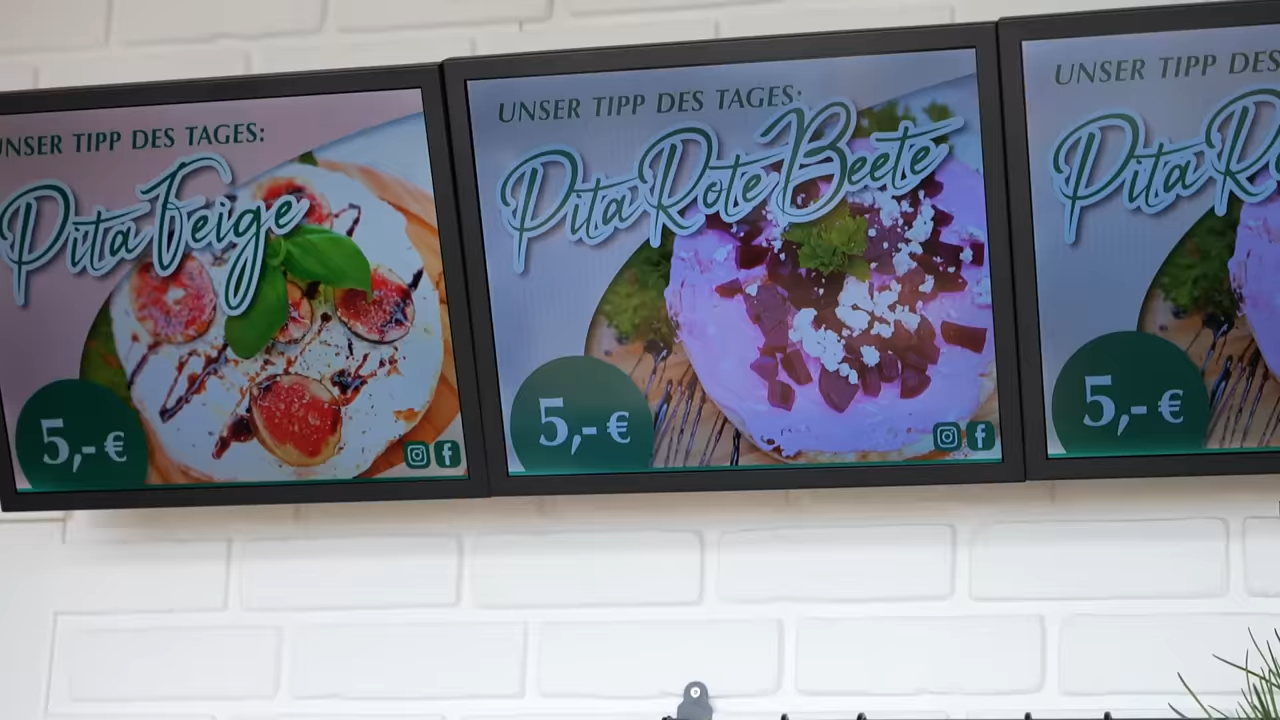 UNSER TIPP DES TAGES:
Pita Feige
5,- €
UNSER TIPP DES TAGES:
Pita Rote Beete
5,- €
UNSER TIPP DES
Pita
5,- €